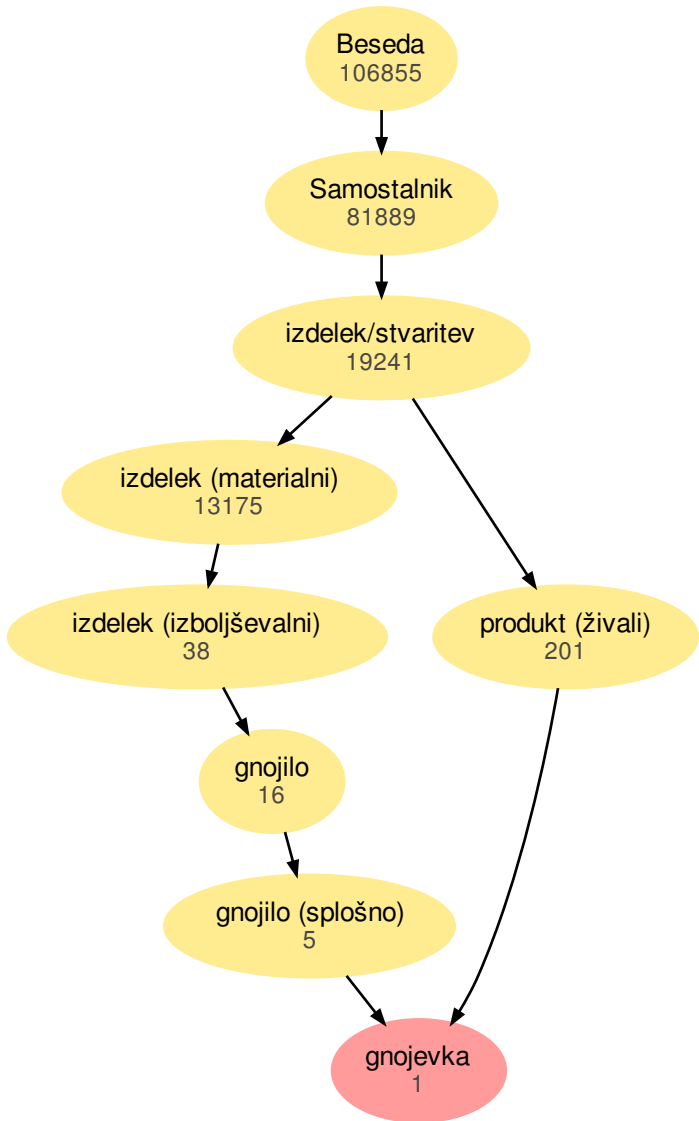 Beseda
106855
Samostalnik
81889
izdelek/stvaritev
19241
izdelek (materialni)
13175
izdelek (izboljševalni)
38
produkt (živali)
201
gnojilo
16
gnojilo (splošno)
5
gnojevka
1